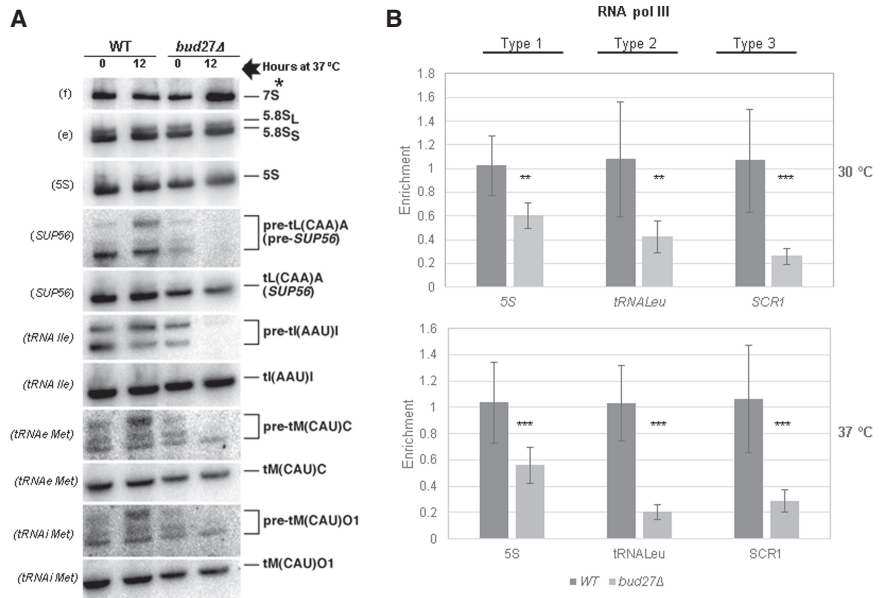 A
WT bud27Δ
0 12 0 12 Hours at 37 ºC
*
(f) 7S
5.8SL
(e) 5.8SS
(5S) 5S
(SUP56) pre-tL(CAA)A
(pre-SUP56)
(SUP56) tL(CAA)A
(SUP56)
(tRNA Ile) pre-tI(AAU)I
(tRNA Ile) tI(AAU)I
(tRNAe Met) pre-tM(CAU)C
(tRNAe Met) tM(CAU)C
(tRNAi Met) pre-tM(CAU)O1
(tRNAi Met) tM(CAU)O1
B
RNA pol III
Type 1 Type 2 Type 3
Enrichment
1.8
1.6
1.4
1.2
1
0.8
0.6
0.4
0.2
0
** ** ***
5S tRNALeu SCR1
30 ºC
Enrichment
1.6
1.4
1.2
1
0.8
0.6
0.4
0.2
0
*** *** ***
5S tRNALeu SCR1
37 ºC
WT bud27Δ